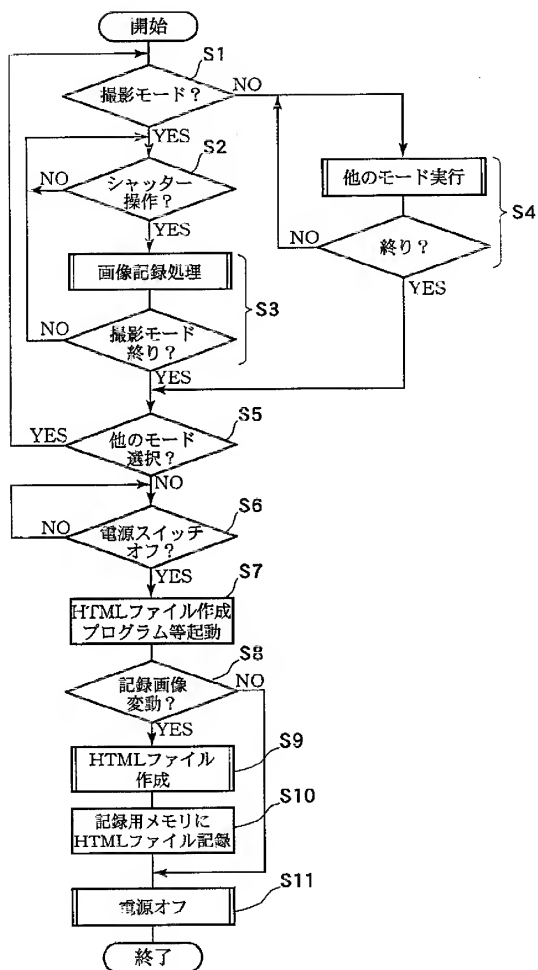 開始
S1
撮影モード？
NO
YES
S2
シャッター
操作？
NO
YES
他のモード実行
S4
NO
終り？
YES
画像記録処理
S3
NO
撮影モード
終り？
YES
S5
YES
他のモード
選択？
NO
S6
NO
電源スイッチ
オフ？
YES
S7
HTMLファイル作成
プログラム等起動
S8
記録画像
変動？
NO
YES
S9
HTMLファイル
作成
S10
記録用メモリに
HTMLファイル記録
S11
電源オフ
終了